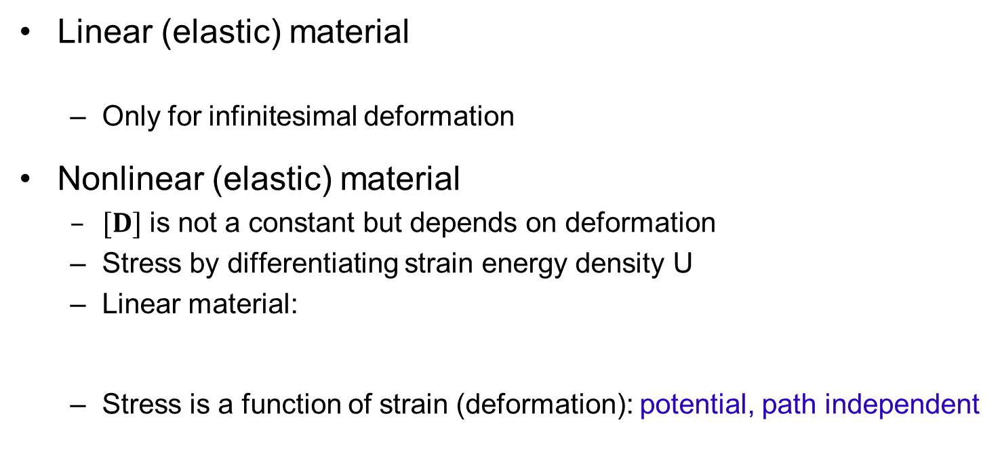 • Linear (elastic) material
– Only for infinitesimal deformation
• Nonlinear (elastic) material
– [D] is not a constant but depends on deformation
– Stress by differentiating strain energy density U
– Linear material:
– Stress is a function of strain (deformation): potential, path independent